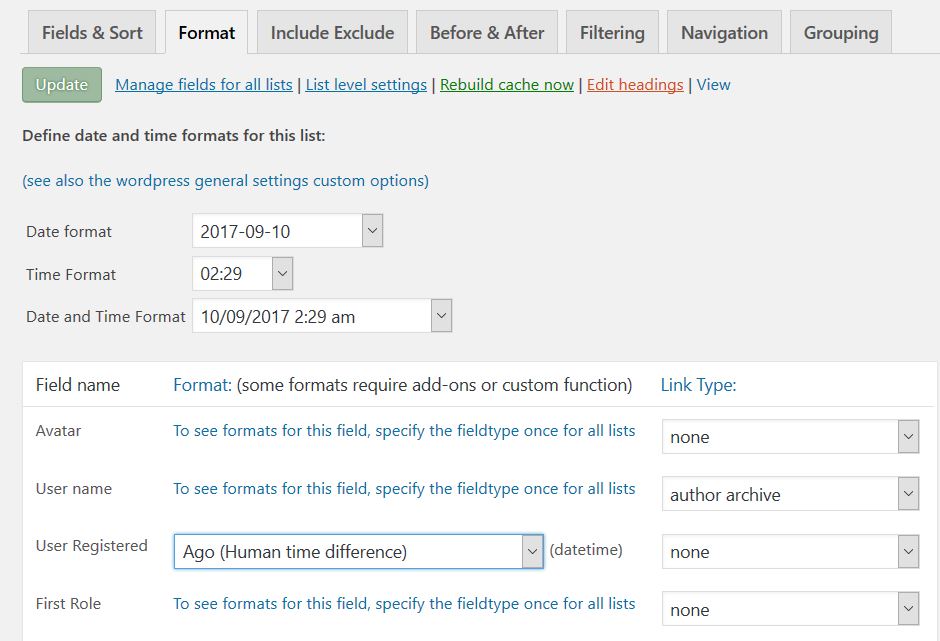 Fields & Sort Format Include Exclude Before & After Filtering Navigation Grouping
Update Manage fields for all lists | List level settings | Rebuild cache now | Edit headings | View
Define date and time formats for this list:
(see also the wordpress general settings custom options)
Date format 2017-09-10
Time Format 02:29
Date and Time Format 10/09/2017 2:29 am
Field name Format: (some formats require add-ons or custom function) Link Type:
Avatar To see formats for this field, specify the fieldtype once for all lists none
User name To see formats for this field, specify the fieldtype once for all lists author archive
User Registered Ago (Human time difference) (datetime) none
First Role To see formats for this field, specify the fieldtype once for all lists none